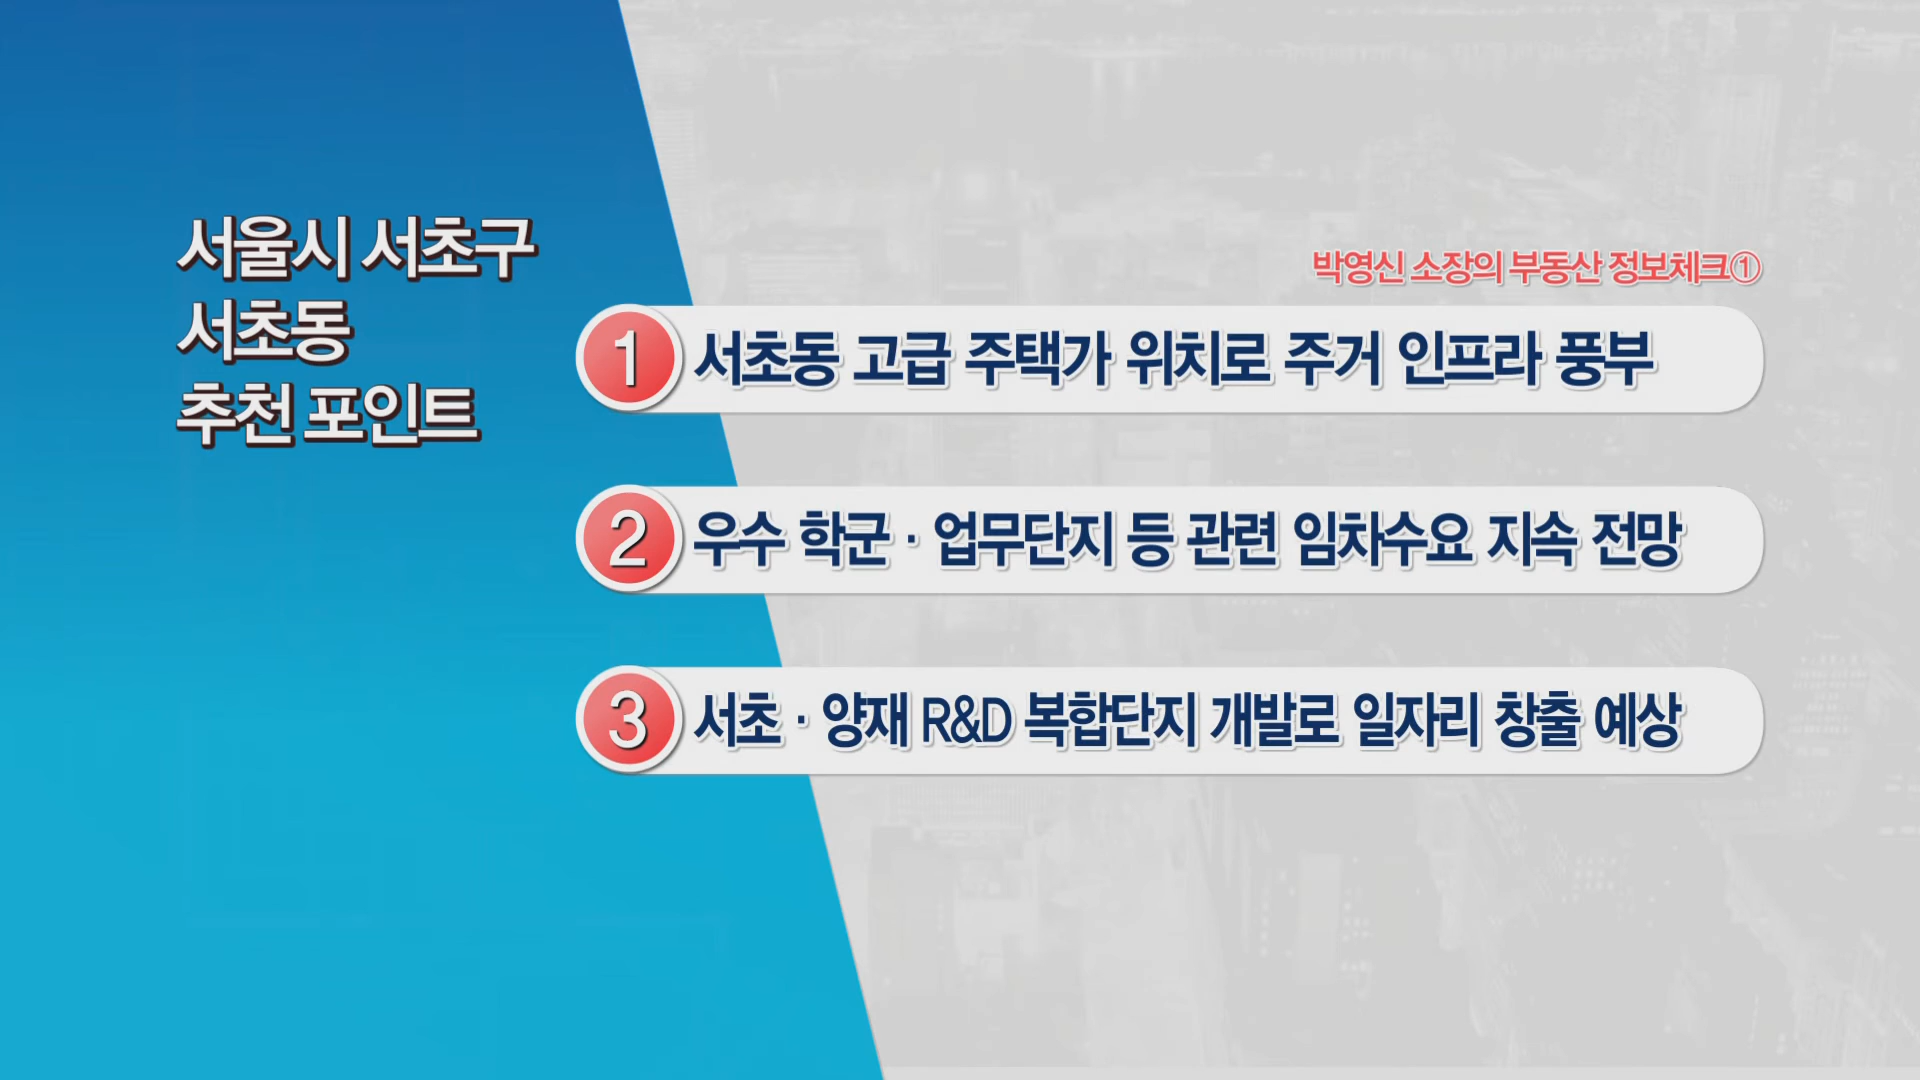 서울시 서초구
서초동
추천 포인트
박영신 소장의 부동산 정보체크①
1 서초동 고급 주택가 위치로 주거 인프라 풍부
2 우수 학군·업무단지 등 관련 임차수요 지속 전망
3 서초·양재 R&D 복합단지 개발로 일자리 창출 예상